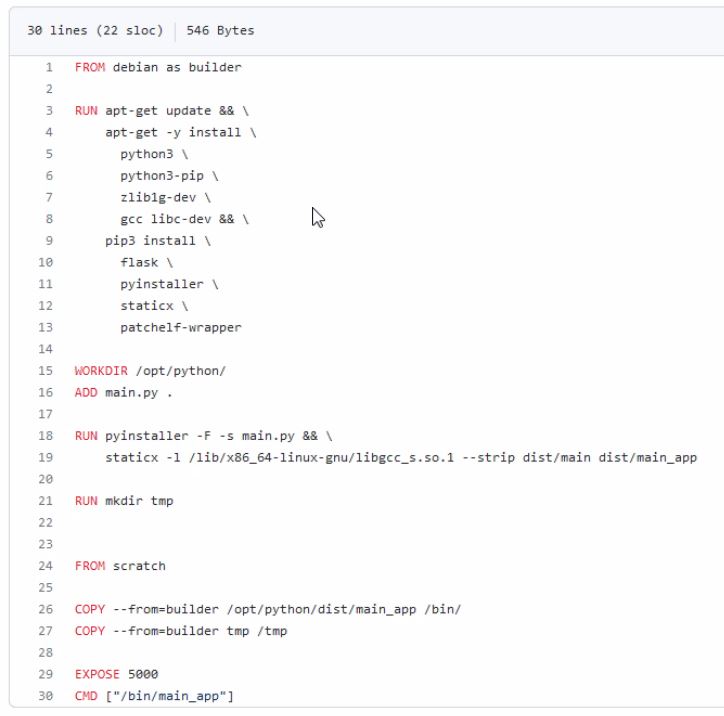 30 lines (22 sloc) 546 Bytes
1 FROM debian as builder
2
3 RUN apt-get update && \
4 apt-get -y install \
5 python3 \
6 python3-pip \
7 zlib1g-dev \
8 gcc libc-dev && \
9 pip3 install \
10 flask \
11 pyinstaller \
12 staticx \
13 patchelf-wrapper
14
15 WORKDIR /opt/python/
16 ADD main.py .
17
18 RUN pyinstaller -F -s main.py && \
19 staticx -l /lib/x86_64-linux-gnu/libgcc_s.so.1 --strip dist/main dist/main_app
20
21 RUN mkdir tmp
22
23
24 FROM scratch
25
26 COPY --from=builder /opt/python/dist/main_app /bin/
27 COPY --from=builder tmp /tmp
28
29 EXPOSE 5000
30 CMD ["/bin/main_app"]